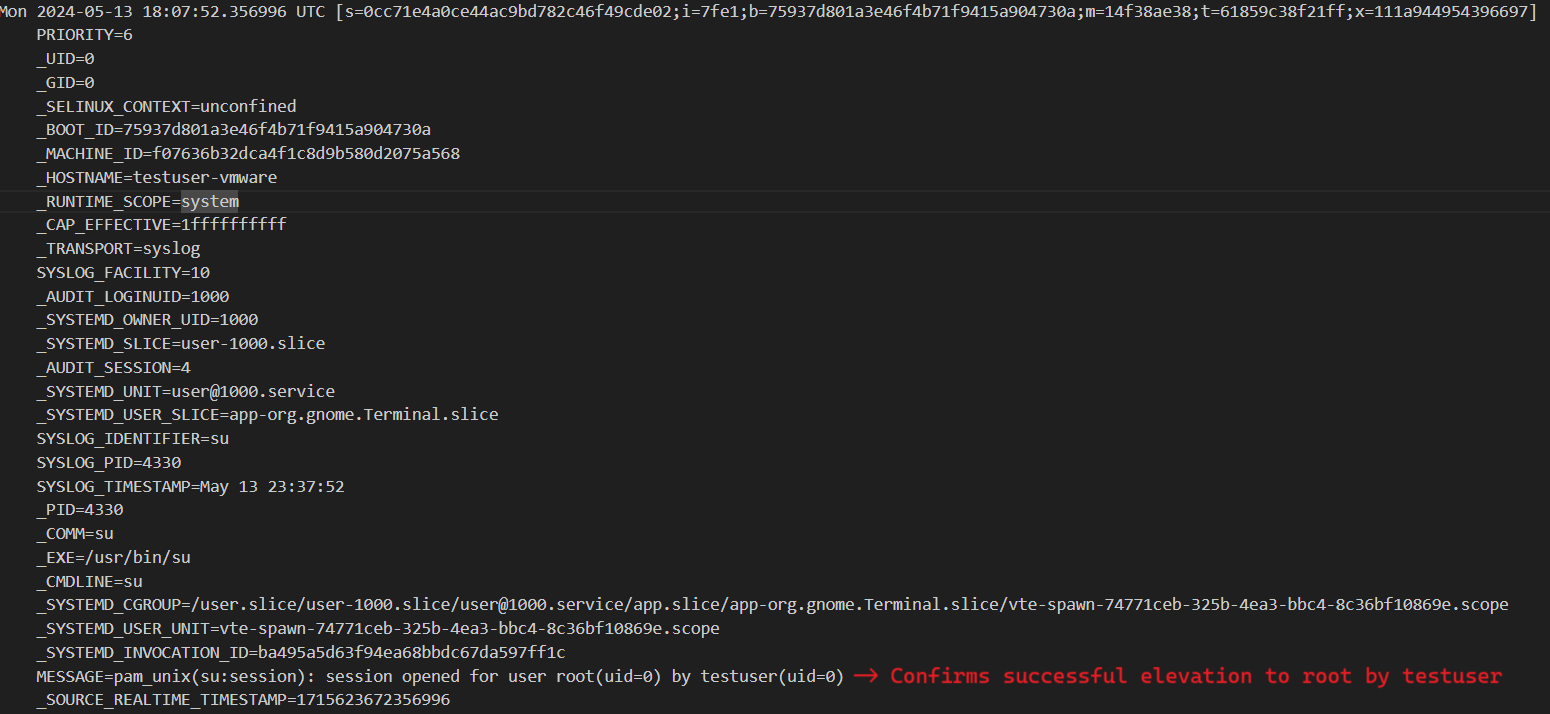 Mon 2024-05-13 18:07:52.356996 UTC [s=0cc71e4a0ce44ac9bd782c46f49cde02;i=7fe1;b=75937d801a3e46f4b71f9415a904730a;m=14f38ae38;t=61859c38f21ff;x=111a944954396697]
PRIORITY=6
_UID=0
_GID=0
_SELINUX_CONTEXT=unconfined
_BOOT_ID=75937d801a3e46f4b71f9415a904730a
_MACHINE_ID=f07636b32dca4f1c8d9b580d2075a568
_HOSTNAME=testuser-vmware
_RUNTIME_SCOPE=system
_CAP_EFFECTIVE=1ffffffffff
_TRANSPORT=syslog
SYSLOG_FACILITY=10
_AUDIT_LOGINUID=1000
_SYSTEMD_OWNER_UID=1000
_SYSTEMD_SLICE=user-1000.slice
_AUDIT_SESSION=4
_SYSTEMD_UNIT=user@1000.service
_SYSTEMD_USER_SLICE=app-org.gnome.Terminal.slice
SYSLOG_IDENTIFIER=su
SYSLOG_PID=4330
SYSLOG_TIMESTAMP=May 13 23:37:52
_PID=4330
_COMM=su
_EXE=/usr/bin/su
_CMDLINE=su
_SYSTEMD_CGROUP=/user.slice/user-1000.slice/user@1000.service/app.slice/app-org.gnome.Terminal.slice/vte-spawn-74771ceb-325b-4ea3-bbc4-8c36bf10869e.scope
_SYSTEMD_USER_UNIT=vte-spawn-74771ceb-325b-4ea3-bbc4-8c36bf10869e.scope
_SYSTEMD_INVOCATION_ID=ba495a5d63f94ea68bbdc67da597ff1c
MESSAGE=pam_unix(su:session): session opened for user root(uid=0) by testuser(uid=0) → Confirms successful elevation to root by testuser
_SOURCE_REALTIME_TIMESTAMP=1715623672356996